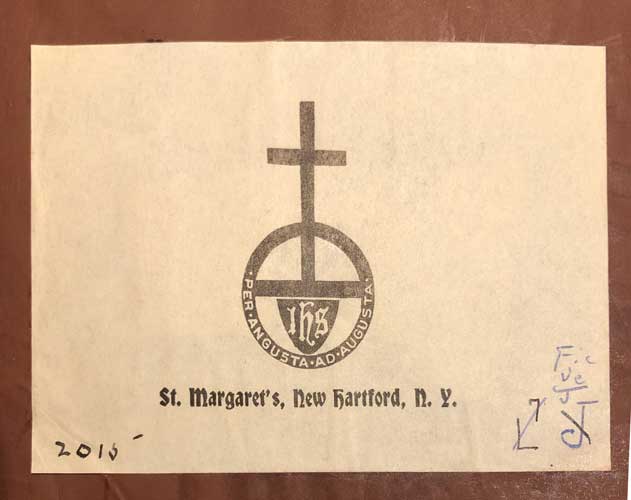 IHS
·PER·ANGUSTA·AD·AUGUSTA·
St. Margaret's, New Hartford, N. Y.
2015